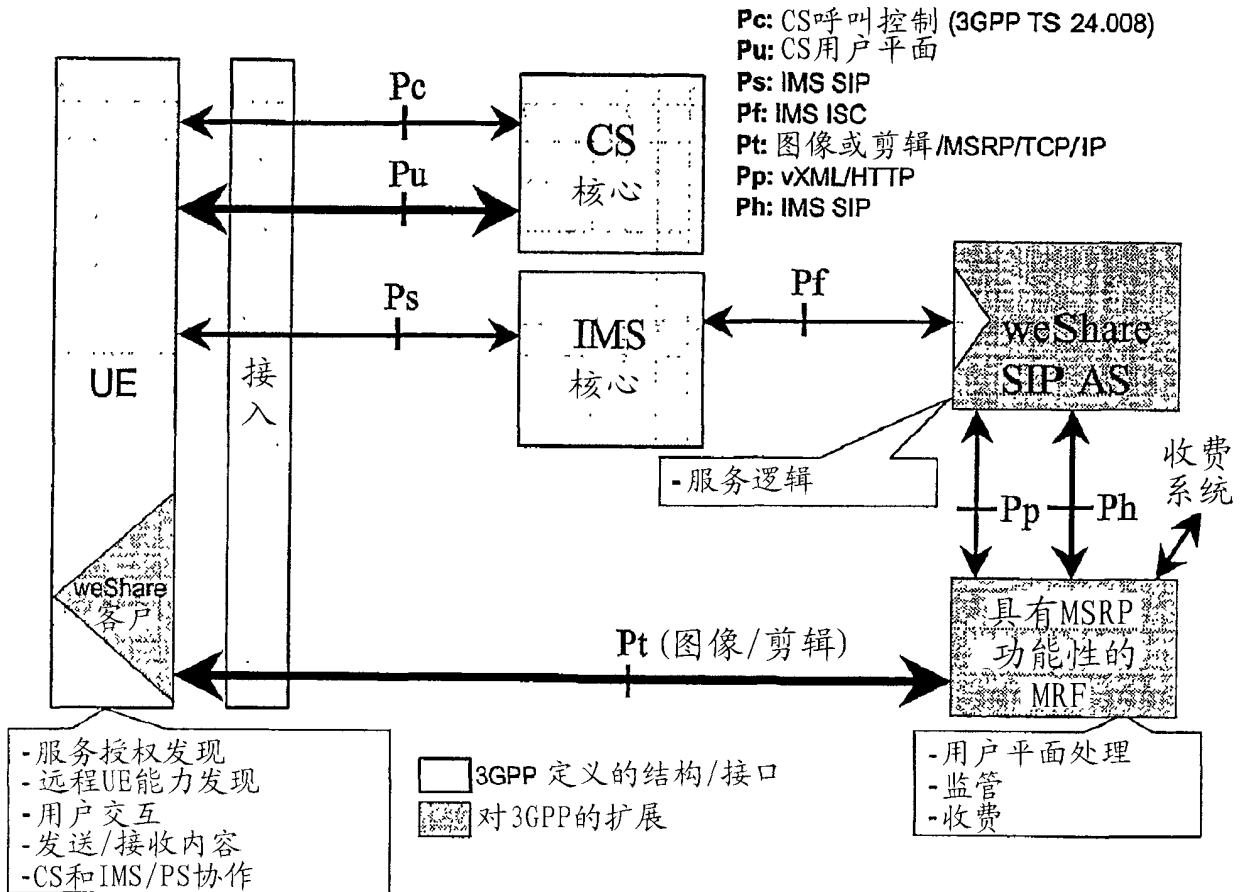 Pc: CS呼叫控制 (3GPP TS 24.008)
Pu: CS用户平面
Ps: IMS SIP
Pf: IMS ISC
Pt: 图像或剪辑/MSRP/TCP/IP
Pp: vXML/HTTP
Ph: IMS SIP
Pc
CS
核心
Pu
Ps
IMS
核心
Pf
weShare
SIP AS
UE
接
入
-服务逻辑
收费
系统
Pp
Ph
weShare
客户
Pt (图像/剪辑)
具有MSRP
功能性的
MRF
-服务授权发现
-远程UE能力发现
-用户交互
-发送/接收内容
-CS和IMS/PS协作
3GPP 定义的结构/接口
对3GPP的扩展
-用户平面处理
-监管
-收费